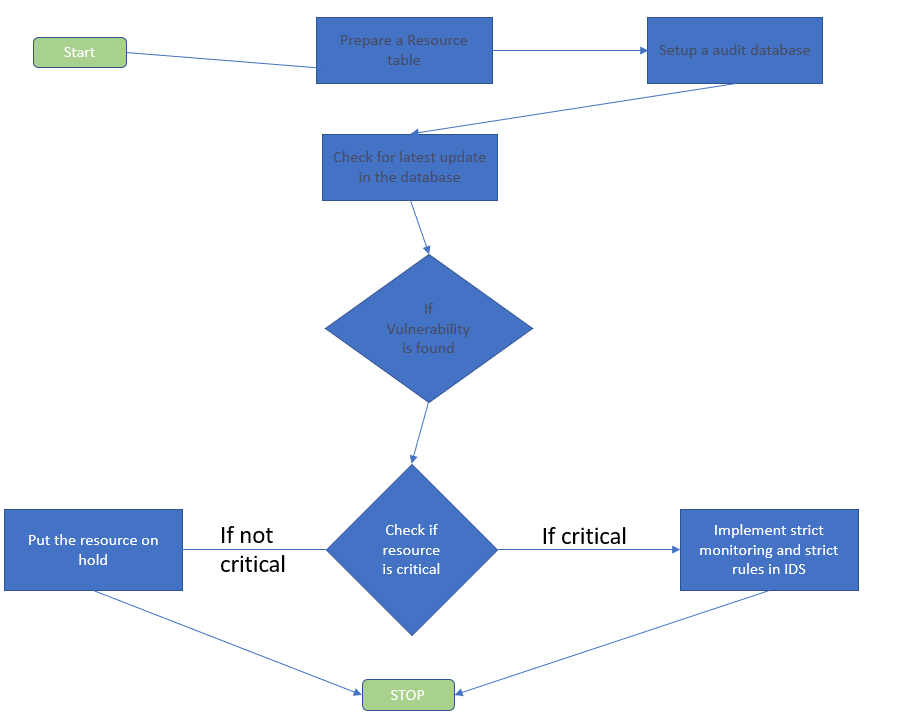 Start
Prepare a Resource
table
Setup a audit database
Check for latest update
in the database
If
Vulnerability
is found
Check if
resource
is critical
If not
critical
Put the resource on
hold
If critical
Implement strict
monitoring and strict
rules in IDS
STOP